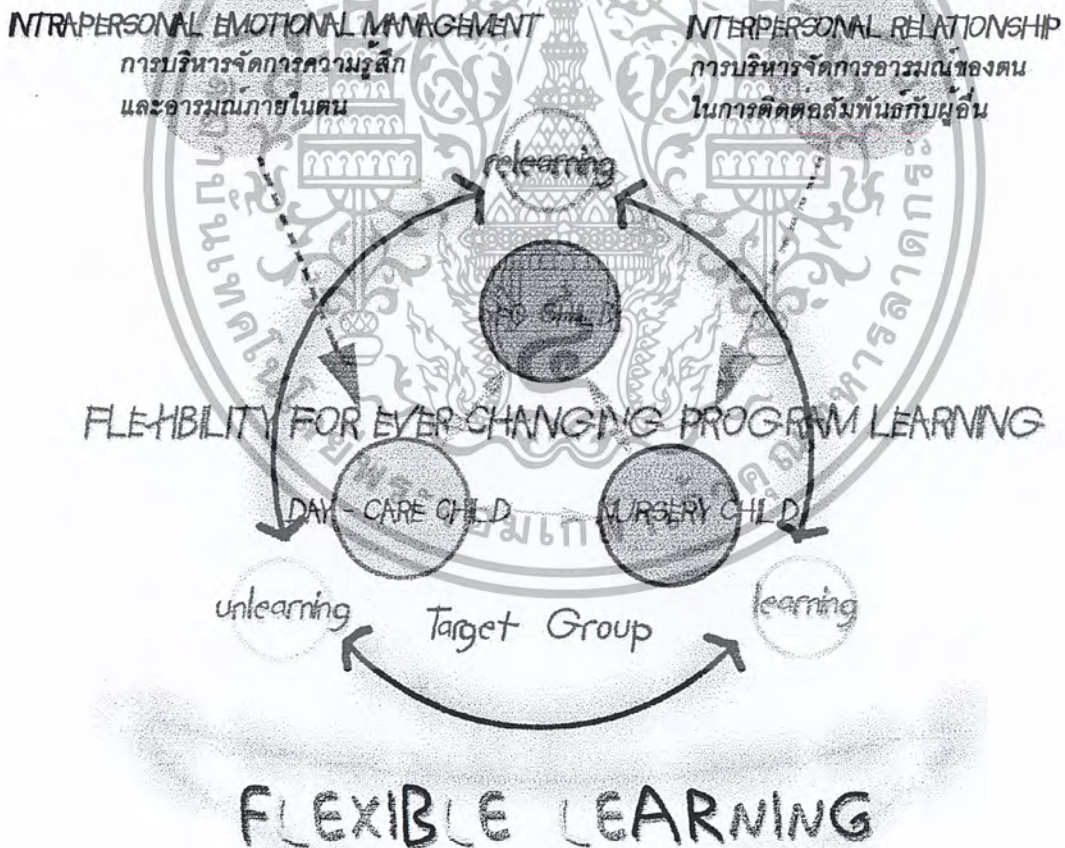 INTRAPERSONAL EMOTIONAL MANAGEMENT
การบริหารจัดการความรู้สึก
และอารมณ์ภายในตน
INTERPERSONAL RELATIONSHIP
การบริหารจัดการอารมณ์ของตน
ในการติดต่อสัมพันธ์กับผู้อื่น
relearning
FLEXIBILITY FOR EVER CHANGING PROGRAM LEARNING
DAY - CARE CHILD
NURSERY CHILD
unlearning
Target Group
learning
FLEXIBLE LEARNING